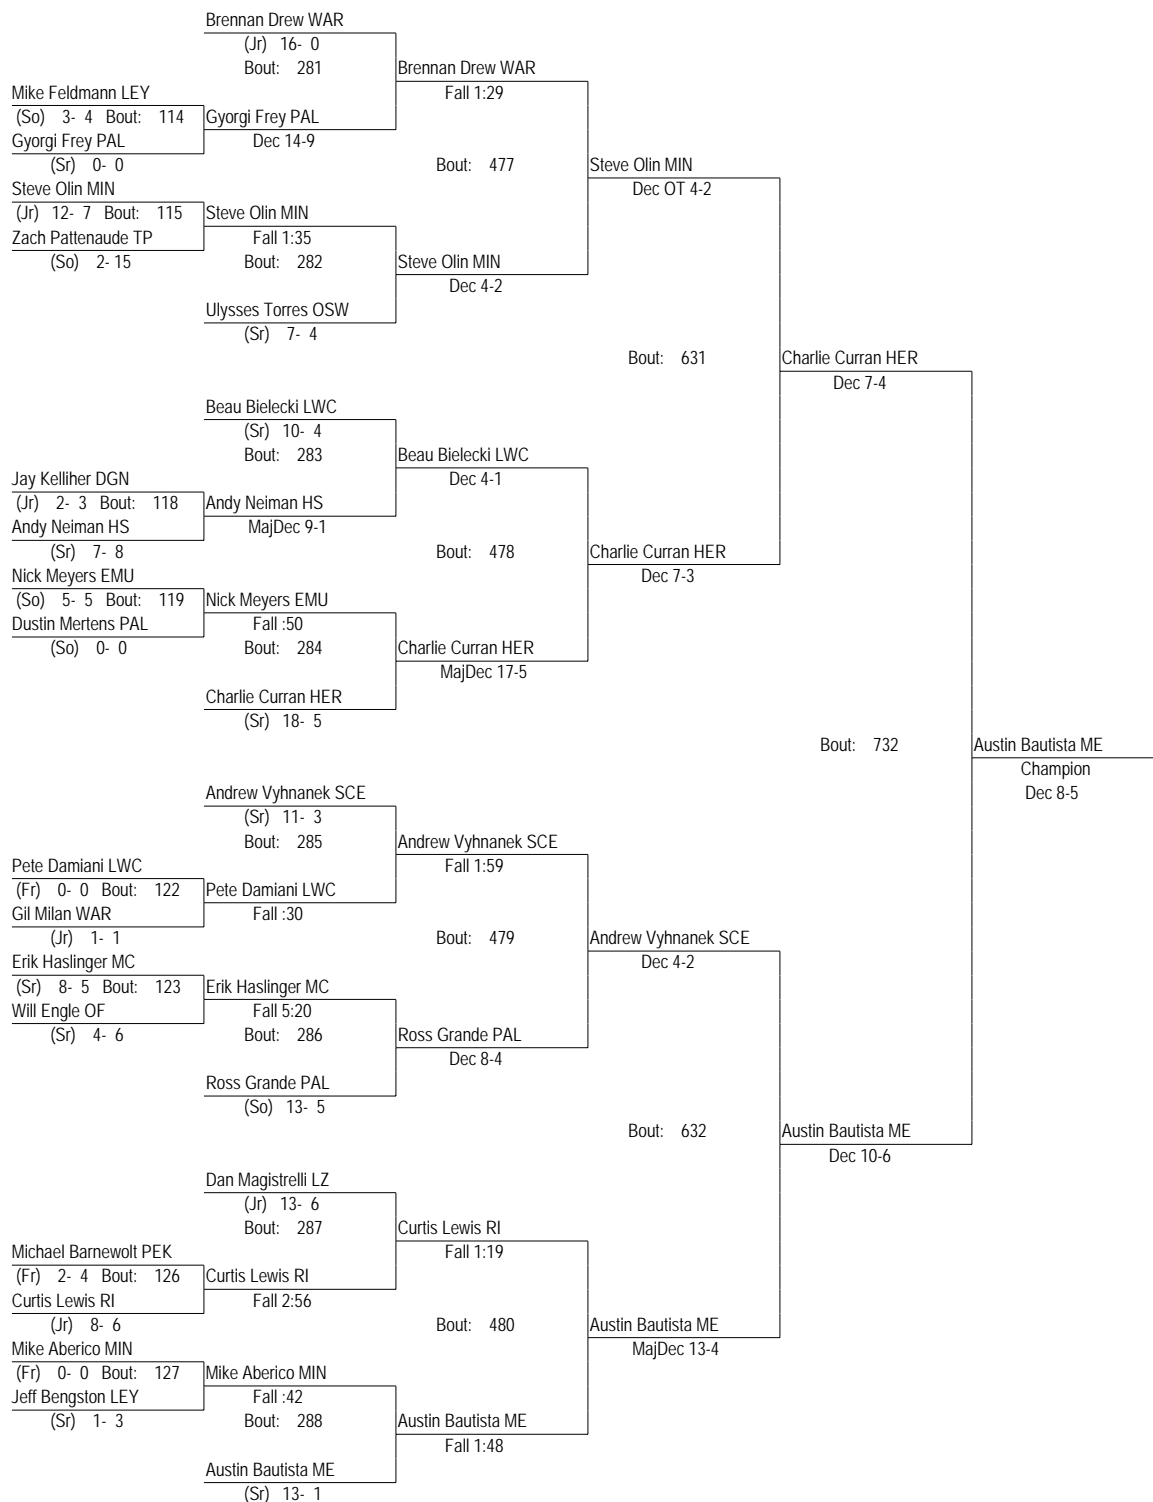 Brennan Drew WAR
(Jr) 16- 0
Bout: 281
Brennan Drew WAR
Fall 1:29
Mike Feldmann LEY
(So) 3- 4 Bout: 114
Gyorgi Frey PAL
Gyorgi Frey PAL
Dec 14-9
(Sr) 0- 0
Bout: 477
Steve Olin MIN
Dec OT 4-2
Steve Olin MIN
(Jr) 12- 7 Bout: 115
Steve Olin MIN
Zach Pattenaude TP
Fall 1:35
(So) 2- 15
Bout: 282
Steve Olin MIN
Dec 4-2
Ulysses Torres OSW
(Sr) 7- 4
Bout: 631
Charlie Curran HER
Dec 7-4
Beau Bielecki LWC
(Sr) 10- 4
Bout: 283
Beau Bielecki LWC
Dec 4-1
Jay Kelliher DGN
(Jr) 2- 3 Bout: 118
Andy Neiman HS
Andy Neiman HS
MajDec 9-1
(Sr) 7- 8
Bout: 478
Charlie Curran HER
Dec 7-3
Nick Meyers EMU
(So) 5- 5 Bout: 119
Nick Meyers EMU
Dustin Mertens PAL
Fall :50
(So) 0- 0
Bout: 284
Charlie Curran HER
MajDec 17-5
Charlie Curran HER
(Sr) 18- 5
Bout: 732
Austin Bautista ME
Champion
Dec 8-5
Andrew Vyhnanek SCE
(Sr) 11- 3
Bout: 285
Andrew Vyhnanek SCE
Fall 1:59
Pete Damiani LWC
(Fr) 0- 0 Bout: 122
Pete Damiani LWC
Gil Milan WAR
Fall :30
(Jr) 1- 1
Bout: 479
Andrew Vyhnanek SCE
Dec 4-2
Erik Haslinger MC
(Sr) 8- 5 Bout: 123
Erik Haslinger MC
Will Engle OF
Fall 5:20
(Sr) 4- 6
Bout: 286
Ross Grande PAL
Dec 8-4
Ross Grande PAL
(So) 13- 5
Bout: 632
Austin Bautista ME
Dec 10-6
Dan Magistrelli LZ
(Jr) 13- 6
Bout: 287
Curtis Lewis RI
Fall 1:19
Michael Barnewolt PEK
(Fr) 2- 4 Bout: 126
Curtis Lewis RI
Curtis Lewis RI
Fall 2:56
(Jr) 8- 6
Bout: 480
Austin Bautista ME
MajDec 13-4
Mike Aberico MIN
(Fr) 0- 0 Bout: 127
Mike Aberico MIN
Jeff Bengston LEY
Fall :42
(Sr) 1- 3
Bout: 288
Austin Bautista ME
Fall 1:48
Austin Bautista ME
(Sr) 13- 1